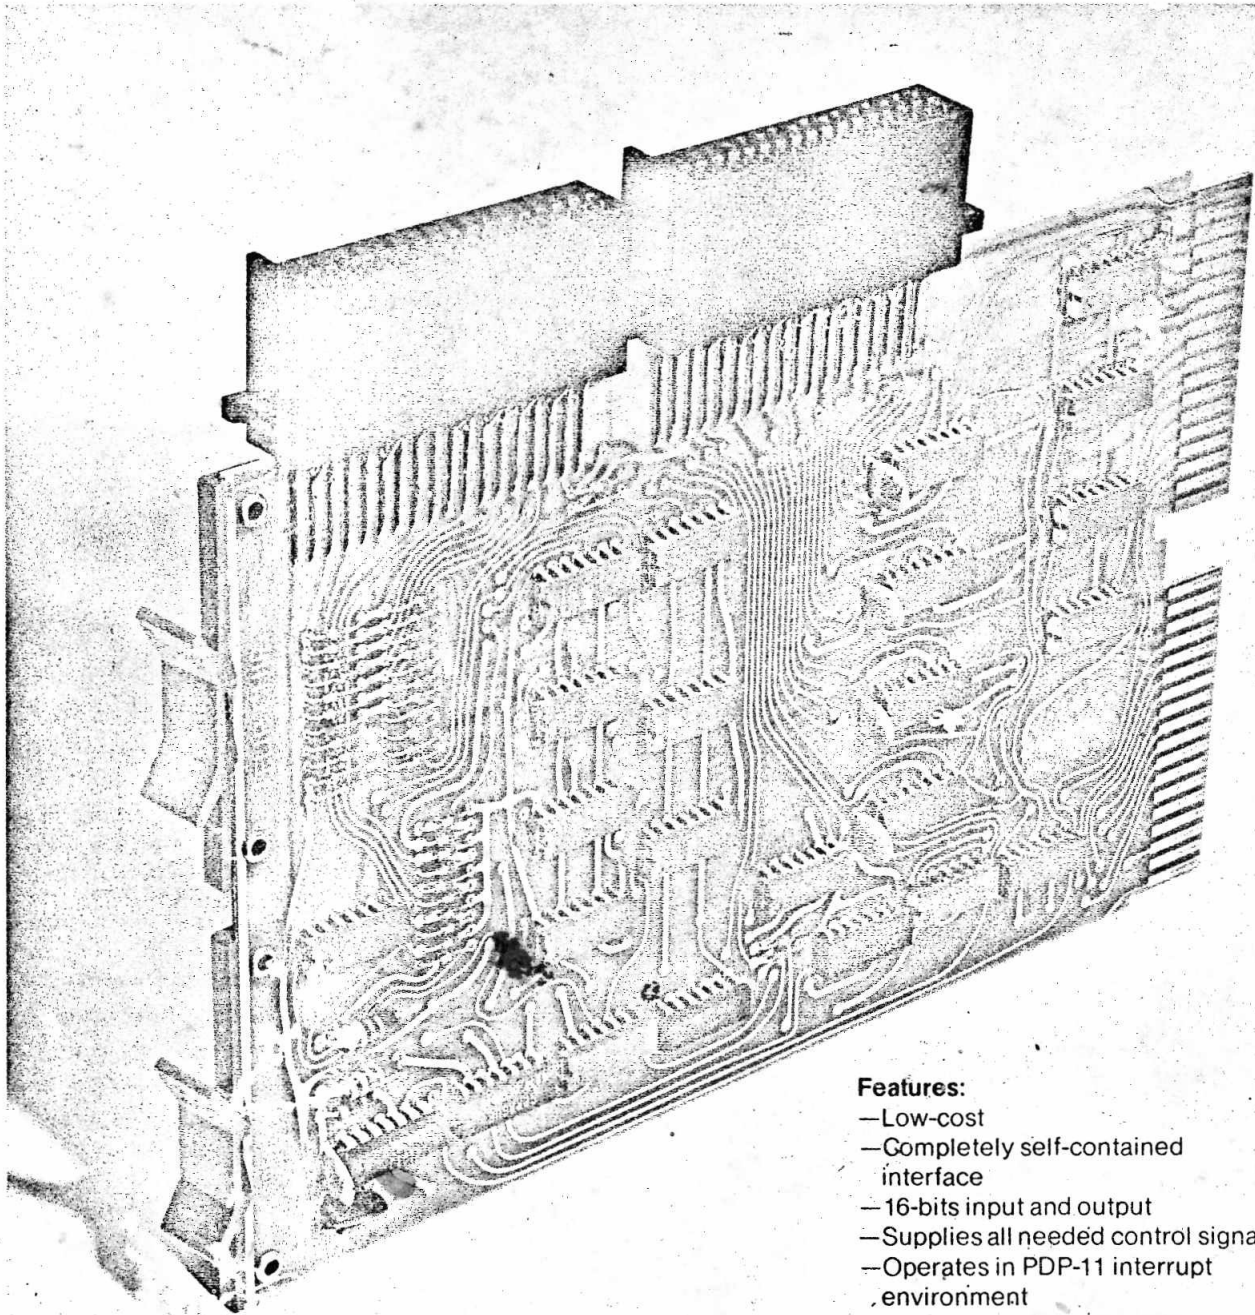 Features:
—Low-cost
—Completely self-contained
interface
—16-bits input and output
—Supplies all needed control signa
—Operates in PDP-11 interrupt
environment